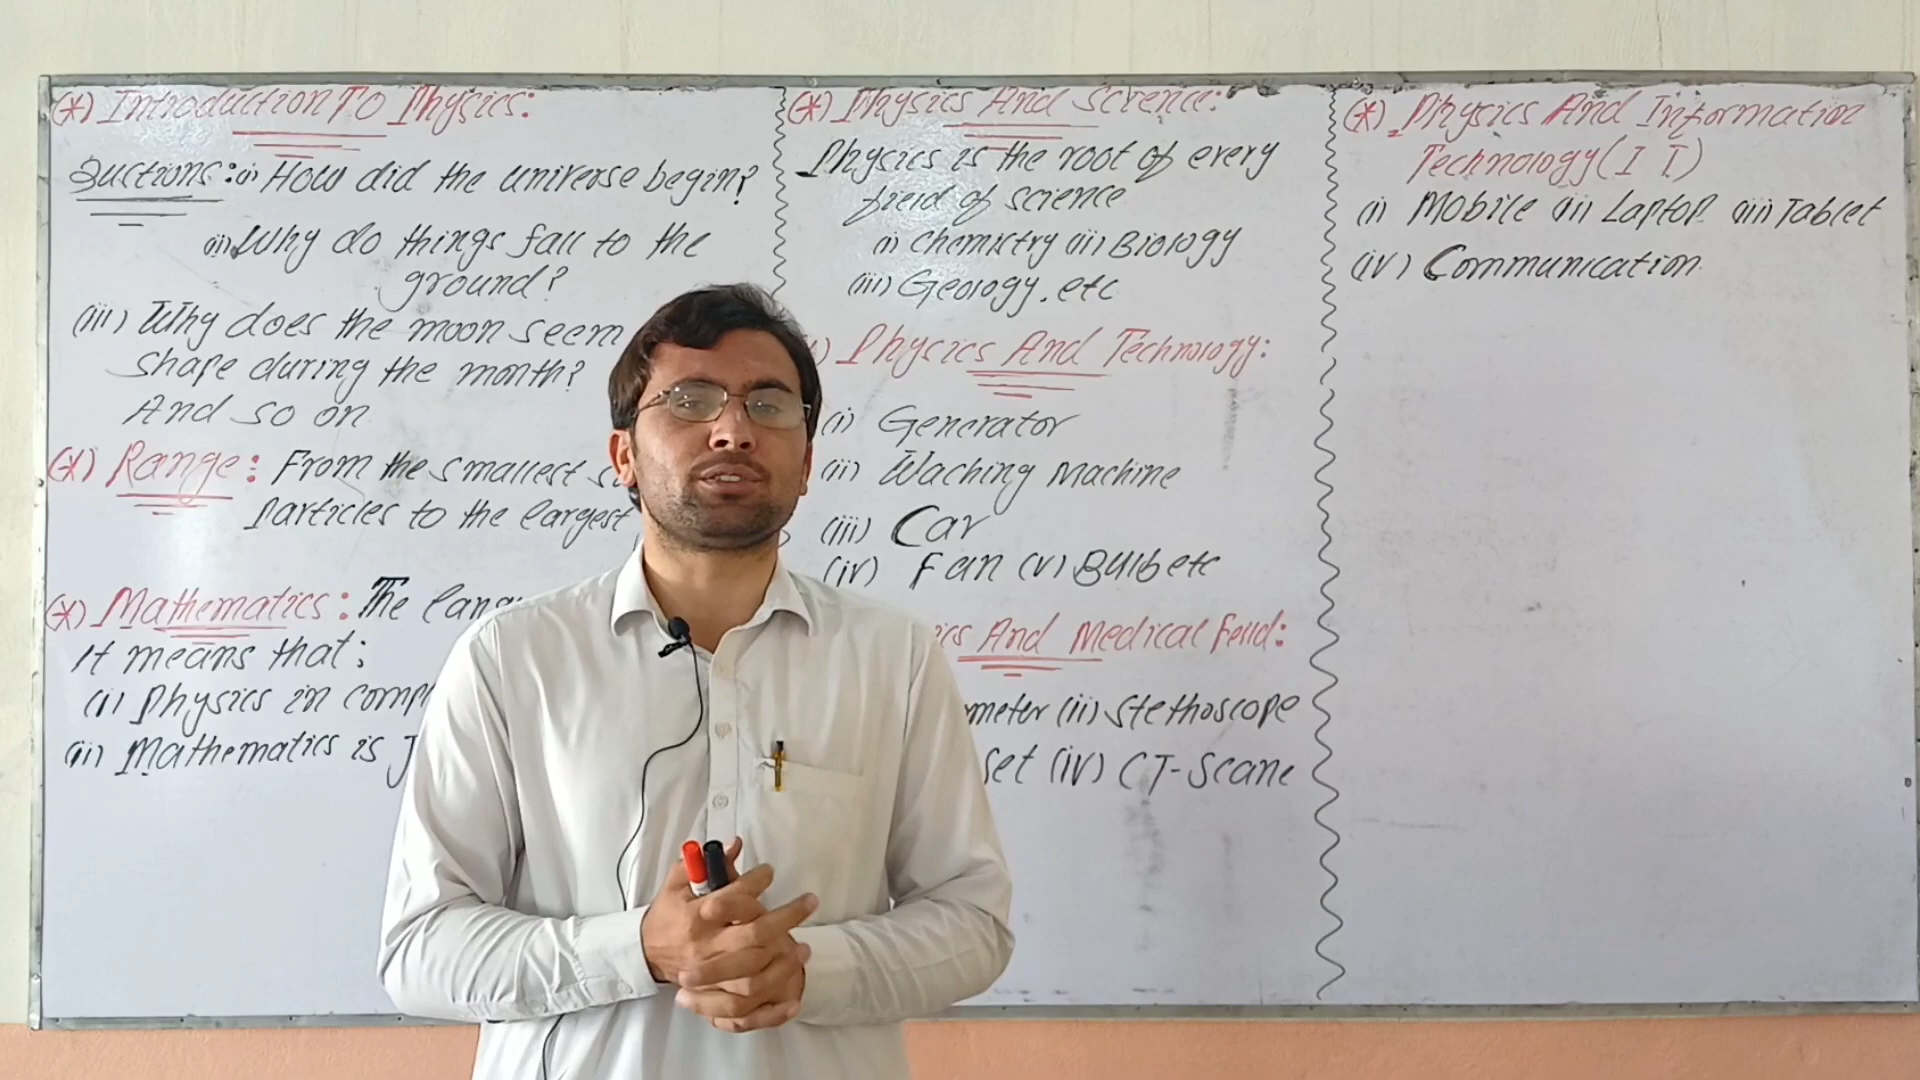 (*) Introduction To Physics:
Quctions: (i) How did the universe begin?
(ii) Why do things fall to the
ground?
(iii) Why does the moon seem
shape during the month?
And so on
(*) Range: From the smallest
Particles to the largest
(*) Mathematics: The
It means that;
(i) Physics in
(ii) Mathematics is
(*) Physics And Science:
Physics is the root of every
field of science
(i) Chemistry (ii) Biology
(iii) Geology, etc
Physics And Technology:
(i) Generator
(ii) Waching Machine
(iii) Car
(iv) Fan (v) Bulb etc
And Medical Feild:
(ii) Stethoscope
set (iv) CT-Scane
(*) Physics And Information
Technology (I T)
(i) Mobile (ii) Laptop (iii) Tablet
(iv) Communication